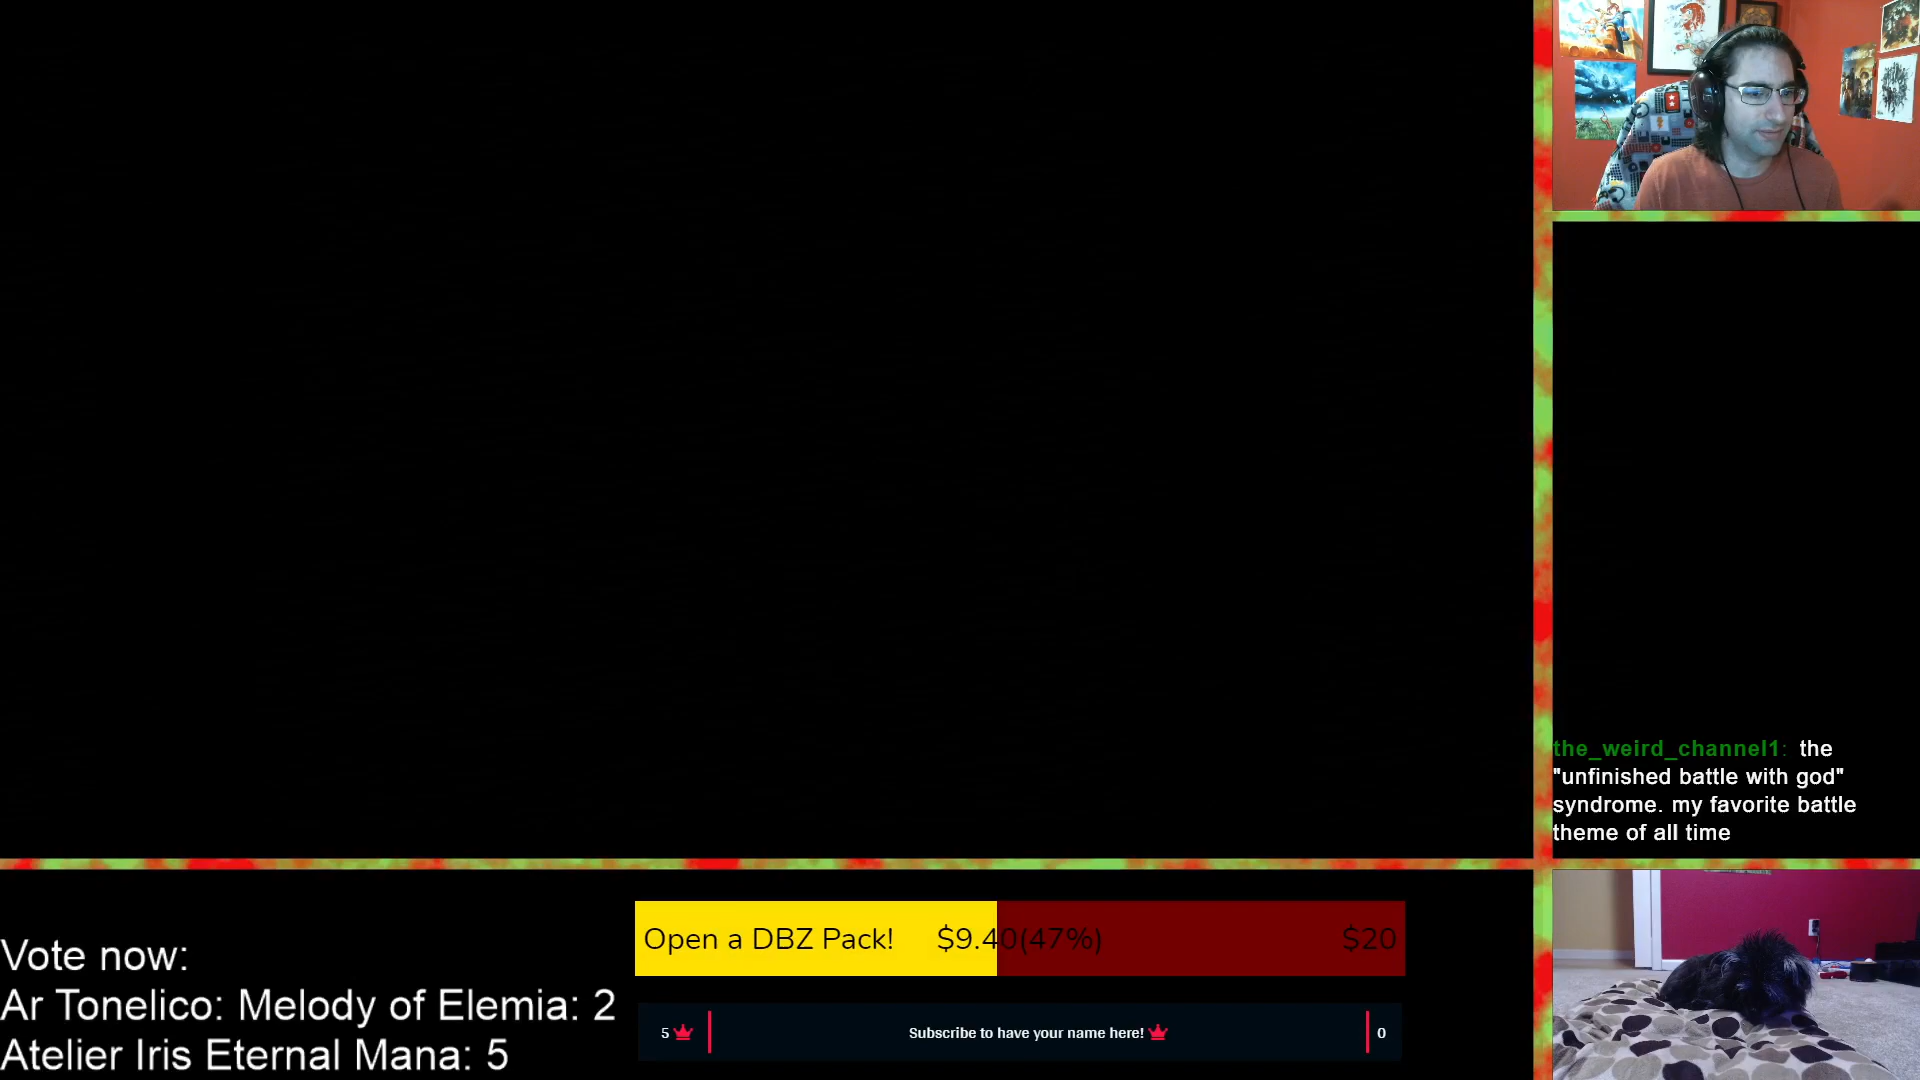 the_weird_channel1: the
"unfinished battle with god"
syndrome. my favorite battle
theme of all time
Vote now:
Ar Tonelico: Melody of Elemia: 2
Atelier Iris Eternal Mana: 5
Open a DBZ Pack! $9.40(47%) $20
5 Subscribe to have your name here! 0